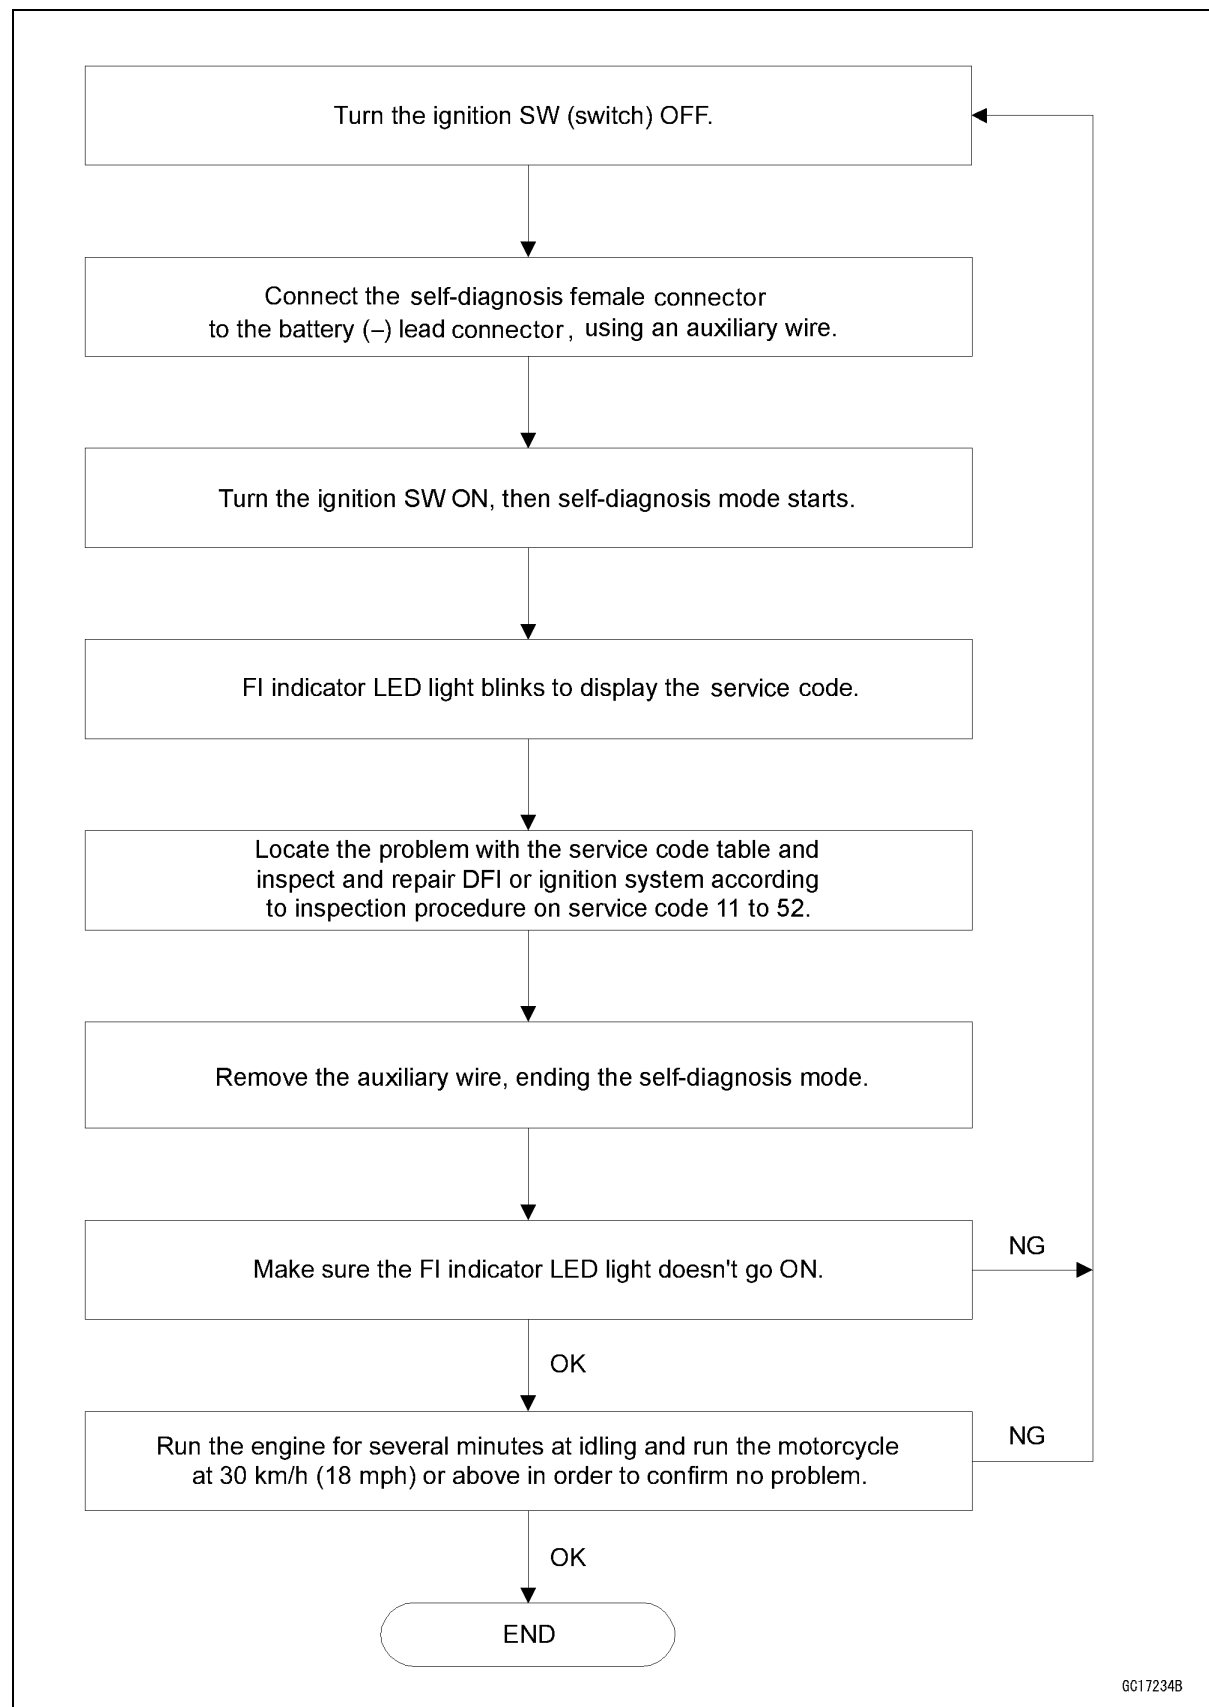 Turn the ignition SW (switch) OFF.
Connect the self-diagnosis female connector
to the battery (–) lead connector, using an auxiliary wire.
Turn the ignition SW ON, then self-diagnosis mode starts.
FI indicator LED light blinks to display the service code.
Locate the problem with the service code table and
inspect and repair DFI or ignition system according
to inspection procedure on service code 11 to 52.
Remove the auxiliary wire, ending the self-diagnosis mode.
Make sure the FI indicator LED light doesn't go ON.
NG
OK
Run the engine for several minutes at idling and run the motorcycle
at 30 km/h (18 mph) or above in order to confirm no problem.
NG
OK
END
GC17234B